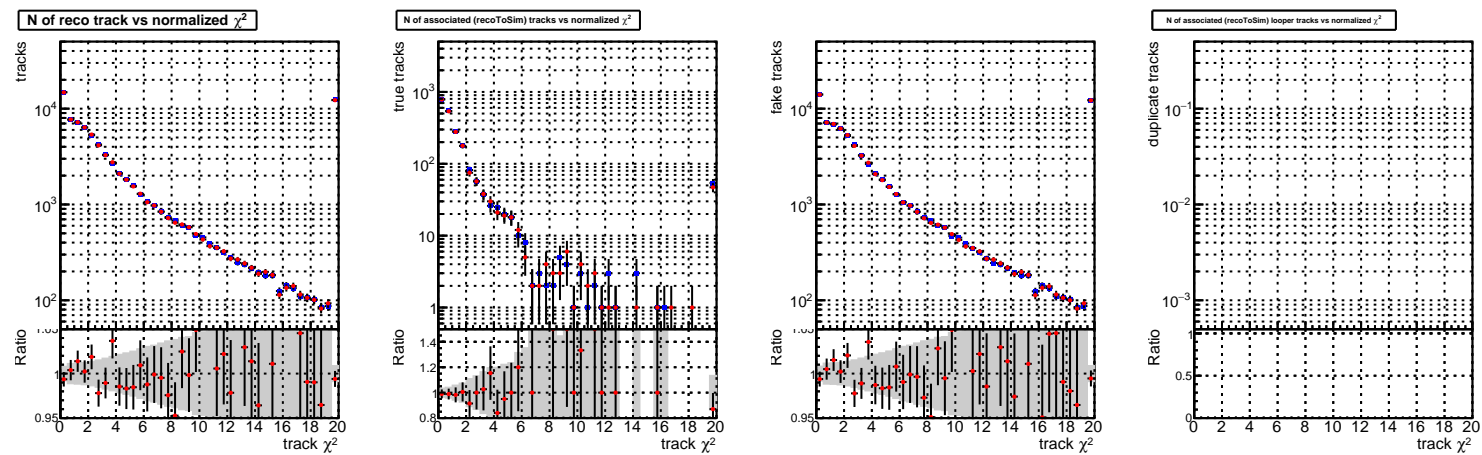 N of reco track vs normalized χ²
tracks
10⁴
10³
10²
Ratio
1.05
1
0.95
0 2 4 6 8 10 12 14 16 18 20
track χ²
N of associated (recoToSim) tracks vs normalized χ²
true tracks
10³
10²
10
1
Ratio
1.4
1.2
1
0.8
0 2 4 6 8 10 12 14 16 18 20
track χ²
fake tracks
10⁴
10³
10²
Ratio
1.05
1
0.95
0 2 4 6 8 10 12 14 16 18 20
track χ²
N of associated (recoToSim) looper tracks vs normalized χ²
duplicate tracks
10⁻¹
10⁻²
10⁻³
Ratio
1
0.5
0
0 2 4 6 8 10 12 14 16 18 20
track χ²